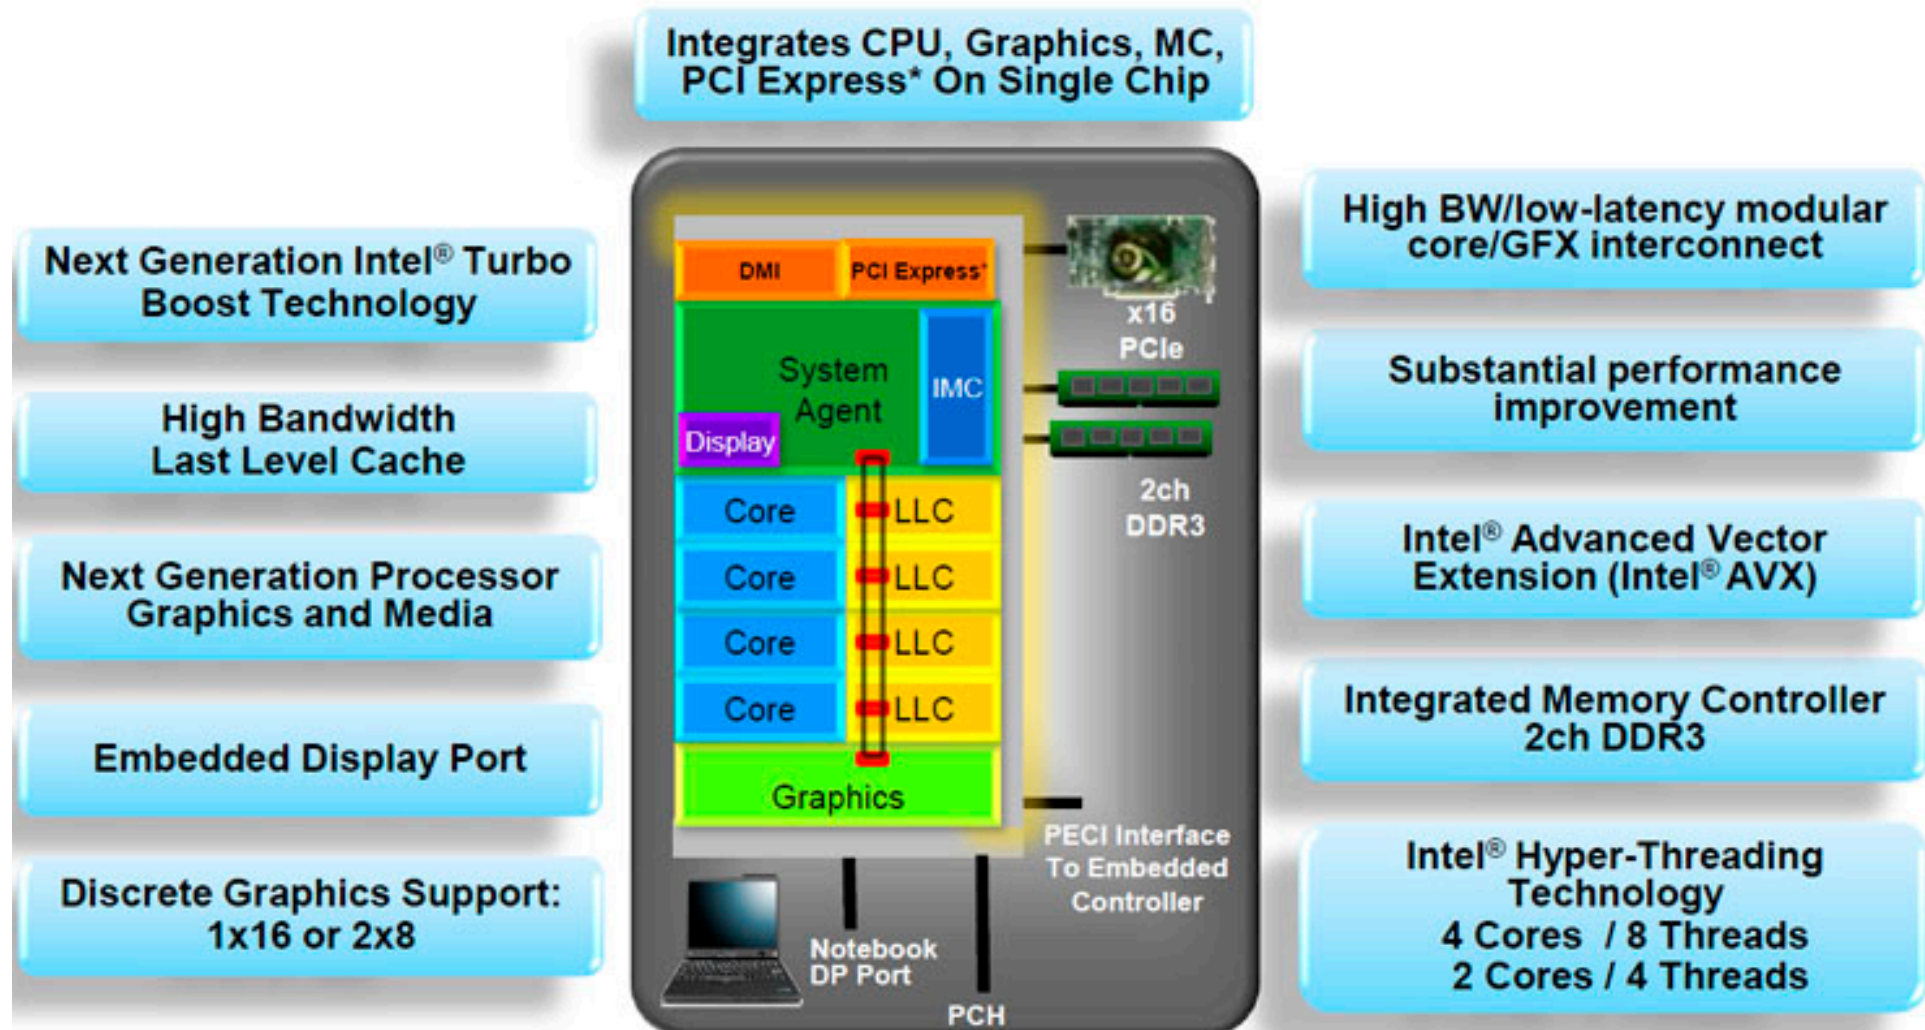 Integrates CPU, Graphics, MC,
PCI Express* On Single Chip
Next Generation Intel® Turbo
Boost Technology
High Bandwidth
Last Level Cache
Next Generation Processor
Graphics and Media
Embedded Display Port
Discrete Graphics Support:
1x16 or 2x8
DMI
PCI Express*
System
Agent
IMC
Display
Core
LLC
Core
LLC
Core
LLC
Core
LLC
Graphics
x16
PCIe
2ch
DDR3
PECI Interface
To Embedded
Controller
Notebook
DP Port
PCH
High BW/low-latency modular
core/GFX interconnect
Substantial performance
improvement
Intel® Advanced Vector
Extension (Intel® AVX)
Integrated Memory Controller
2ch DDR3
Intel® Hyper-Threading
Technology
4 Cores / 8 Threads
2 Cores / 4 Threads